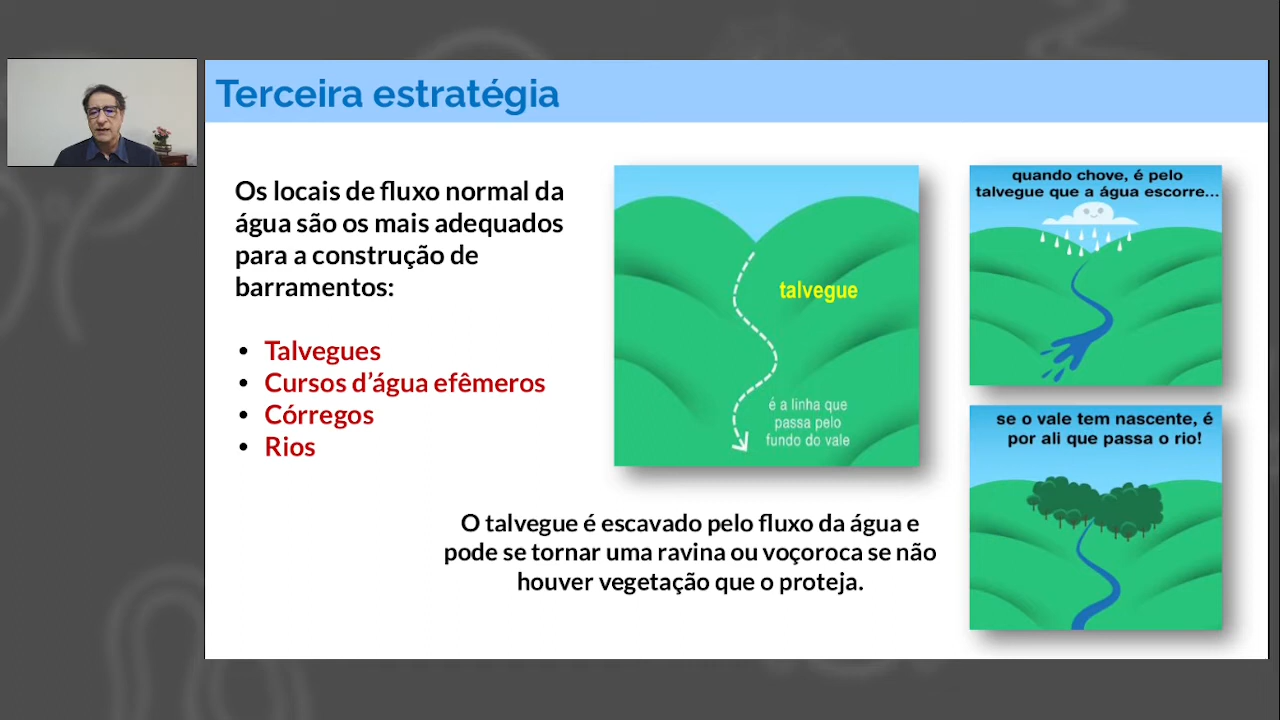 Terceira estratégia
Os locais de fluxo normal da
água são os mais adequados
para a construção de
barramentos:
• Talvegues
• Cursos d’água efêmeros
• Córregos
• Rios
talvegue
é a linha que
passa pelo
fundo do vale
quando chove, é pelo
talvegue que a água escorre...
se o vale tem nascente, é
por ali que passa o rio!
O talvegue é escavado pelo fluxo da água e
pode se tornar uma ravina ou voçoroca se não
houver vegetação que o proteja.